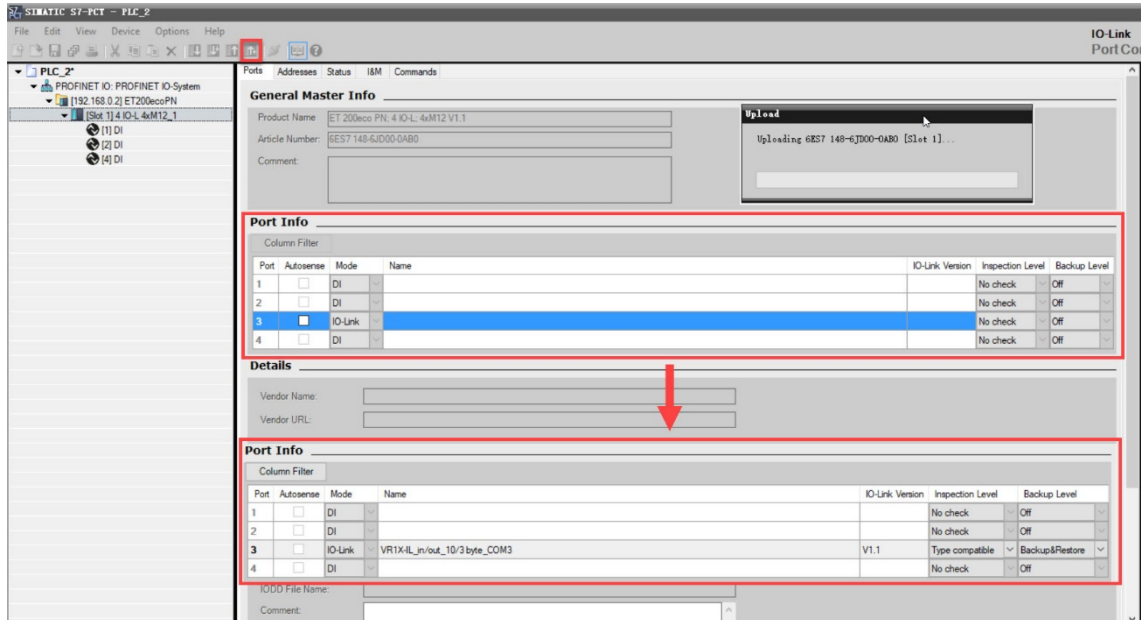 SIMATIC S7-PCT - PLC_2
File Edit View Device Options Help
IO-Link
Port Co
PLC_2*
PROFINET IO: PROFINET IO-System
[192.168.0.2] ET200ecoPN
[Slot 1] 4 IO-L 4xM12_1
[1] DI
[2] DI
[4] DI
Ports Addresses Status I&M Commands
General Master Info
Product Name ET 200eco PN; 4 IO-L; 4xM12 V1.1
Article Number: 6ES7 148-6JD00-0AB0
Comment:
Upload
Uploading 6ES7 148-6JD00-0AB0 [Slot 1]...
Port Info
Column Filter
Port Autosense Mode Name IO-Link Version Inspection Level Backup Level
1 DI No check Off
2 DI No check Off
3 IO-Link No check Off
4 DI No check Off
Details
Vendor Name:
Vendor URL:
Port Info
Column Filter
Port Autosense Mode Name IO-Link Version Inspection Level Backup Level
1 DI No check Off
2 DI No check Off
3 IO-Link VR1X-IL_in/out_10/3 byte_COM3 V1.1 Type compatible Backup&Restore
4 DI No check Off
IODD File Name:
Comment: